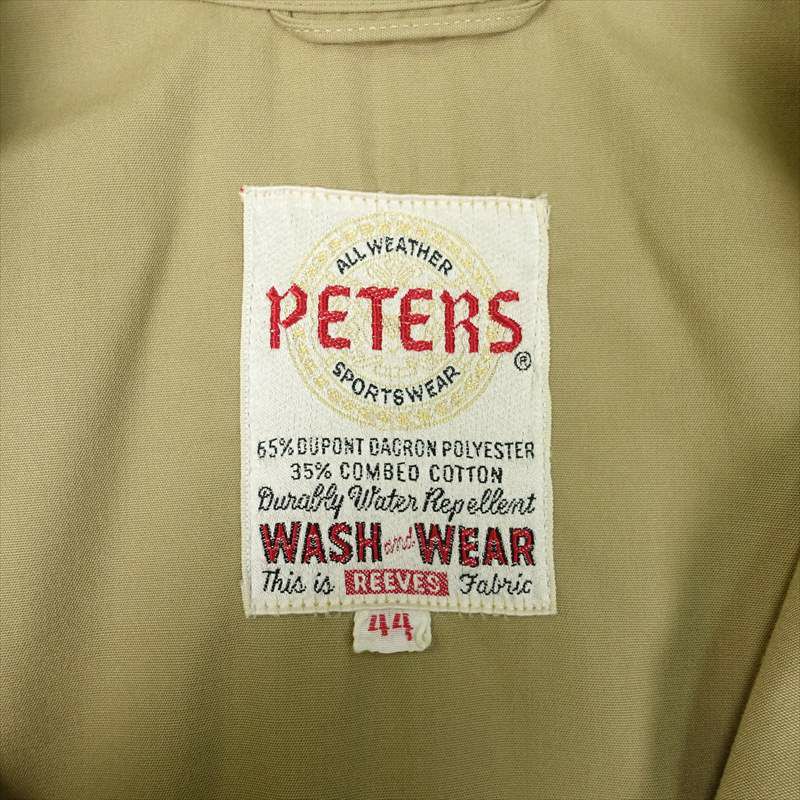 ALL WEATHER
PETERS
®
SPORTSWEAR
65% DUPONT DACRON POLYESTER
35% COMBED COTTON
Durably Water Repellent
WASH and WEAR
This is REEVES Fabric
44